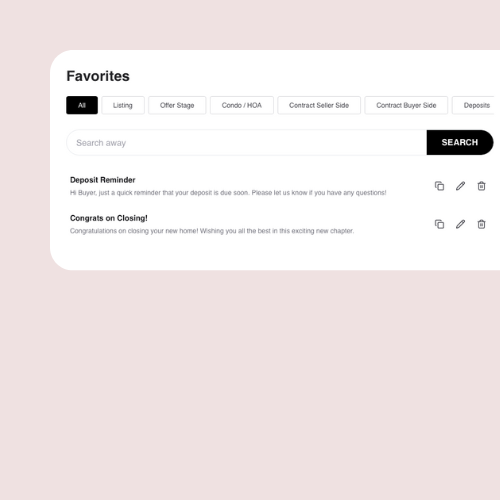 Favorites
All Listing Offer Stage Condo / HOA Contract Seller Side Contract Buyer Side Deposits
Search away SEARCH
Deposit Reminder
Hi Buyer, just a quick reminder that your deposit is due soon. Please let us know if you have any questions!
Congrats on Closing!
Congratulations on closing your new home! Wishing you all the best in this exciting new chapter.